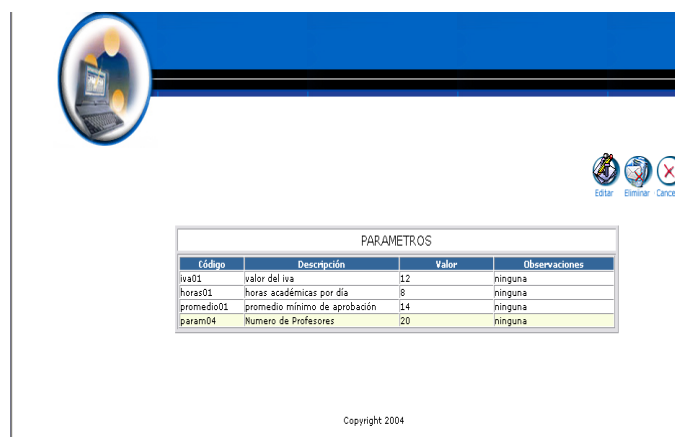 Editar Eliminar
PARAMETROS
Código Descripción Valor Observaciones
iva01 valor del iva 12 ninguna
horas01 horas académicas por día 8 ninguna
promedio01 promedio mínimo de aprobación 14 ninguna
param04 Numero de Profesores 20 ninguna
Copyright 2004